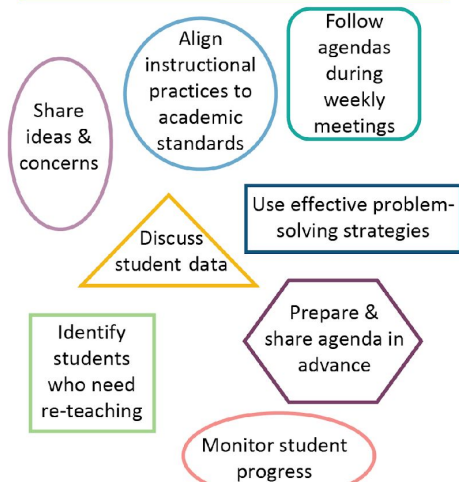 Align
instructional
practices to
academic
standards
Follow
agendas
during
weekly
meetings
Share
ideas &
concerns
Use effective problem-
solving strategies
Discuss
student data
Prepare &
share agenda in
advance
Identify
students
who need
re-teaching
Monitor student
progress